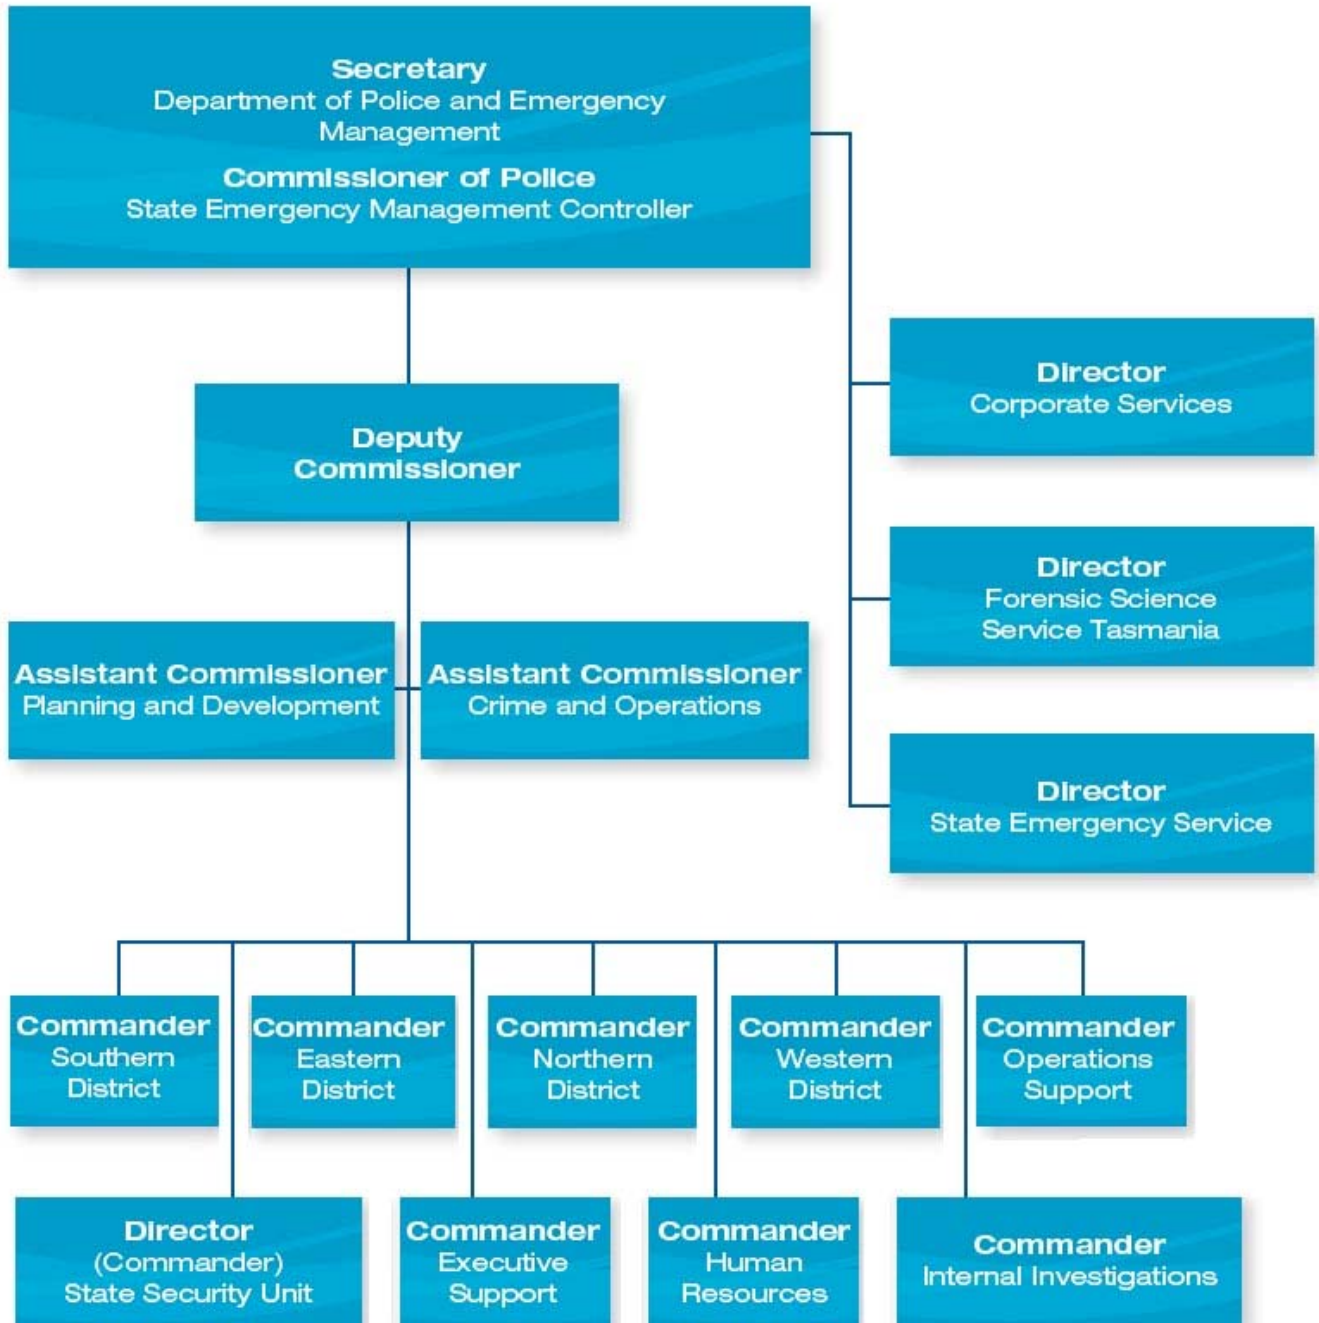 Secretary
Department of Police and Emergency
Management
Commissioner of Police
State Emergency Management Controller
Director
Corporate Services
Deputy
Commissioner
Director
Forensic Science
Service Tasmania
Assistant Commissioner
Planning and Development
Assistant Commissioner
Crime and Operations
Director
State Emergency Service
Commander
Southern
District
Commander
Eastern
District
Commander
Northern
District
Commander
Western
District
Commander
Operations
Support
Director
(Commander)
State Security Unit
Commander
Executive
Support
Commander
Human
Resources
Commander
Internal Investigations